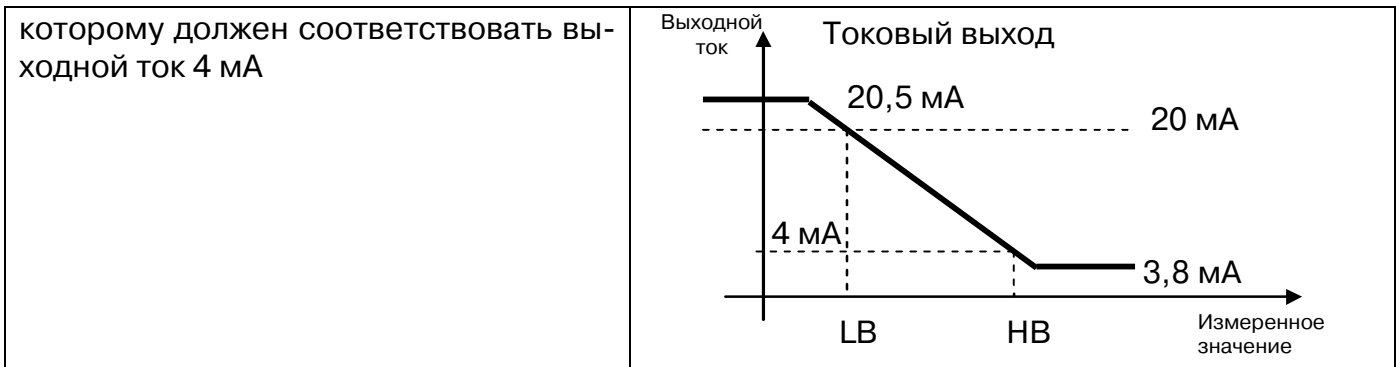 которому должен соответствовать вы-
ходной ток 4 мА
Выходной
ток
Токовый выход
20,5 мА
20 мА
4 мА
3,8 мА
LB
HB
Измеренное
значение